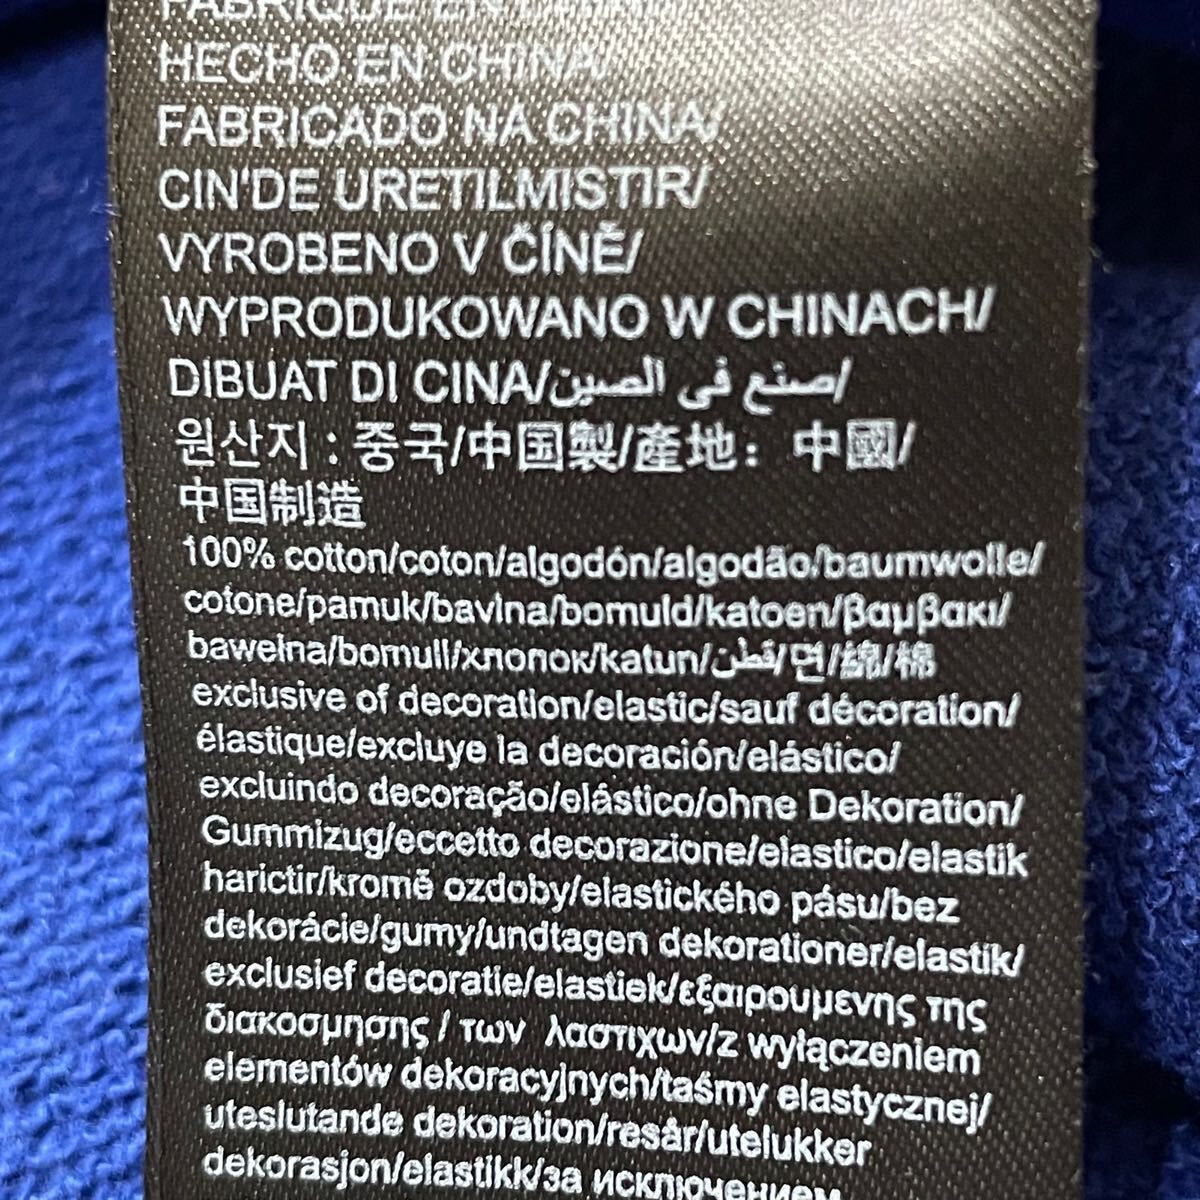 FABRIQUÉ EN CHINE/
HECHO EN CHINA/
FABRICADO NA CHINA/
CIN'DE URETILMISTIR/
VYROBENO V ČÍNĚ/
WYPRODUKOWANO W CHINACH/
DIBUAT DI CINA/صنع في الصين/
원산지 : 중국/中国製/產地： 中國/
中国制造
100% cotton/coton/algodón/algodão/baumwolle/
cotone/pamuk/bavlna/bomuld/katoen/βαμβακι/
bawełna/bomull/хлопок/katun/قطن/면/綿/棉
exclusive of decoration/elastic/sauf décoration/
élastique/excluye la decoración/elástico/
excluindo decoração/elástico/ohne Dekoration/
Gummizug/eccetto decorazione/elastico/elastik
harictir/kromě ozdoby/elastického pásu/bez
dekorácie/gumy/undtagen dekorationer/elastik/
exclusief decoratie/elastiek/εξαιρουμενης της
διακοσμησης / των λαστιχων/z wyłączeniem
elementów dekoracyjnych/taśmy elastycznej/
uteslutande dekoration/resår/utelukker
dekorasjon/elastikk/за исключением